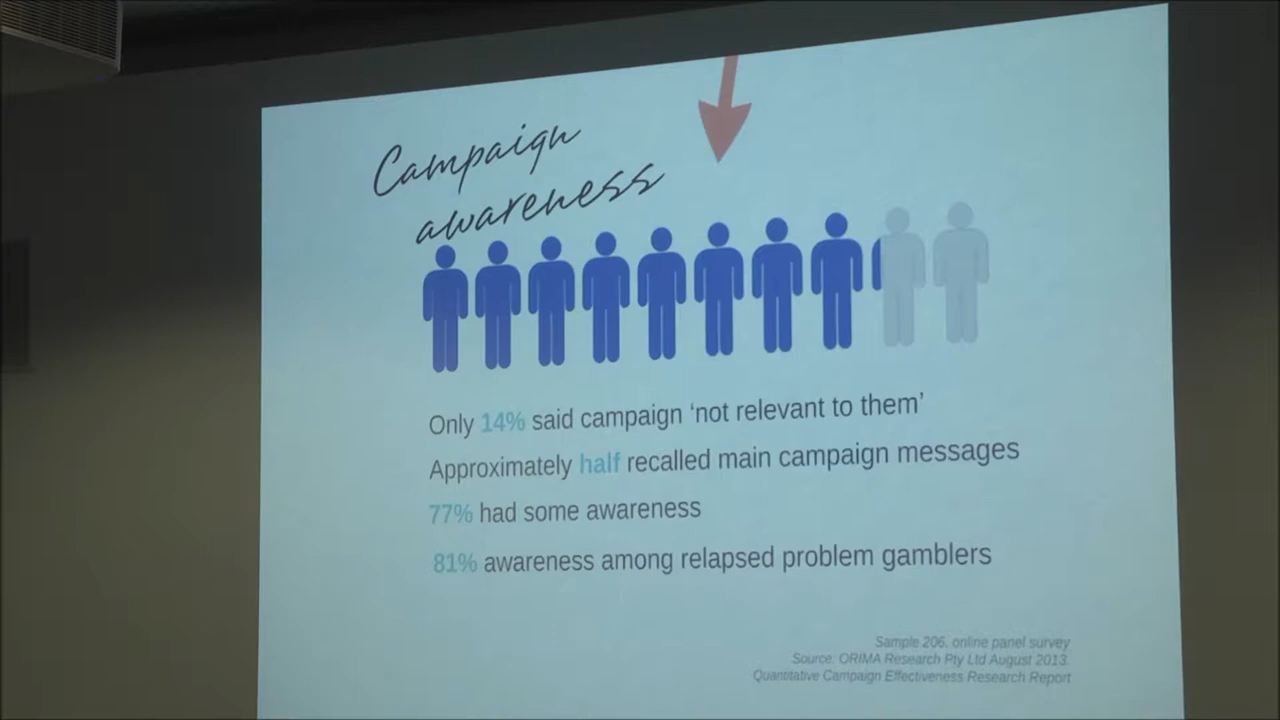 Campaign
awareness
Only 14% said campaign ‘not relevant to them’
Approximately half recalled main campaign messages
77% had some awareness
81% awareness among relapsed problem gamblers
Sample 206. online panel survey
Source: ORIMA Research Pty Ltd August 2013.
Quantitative Campaign Effectiveness Research Report